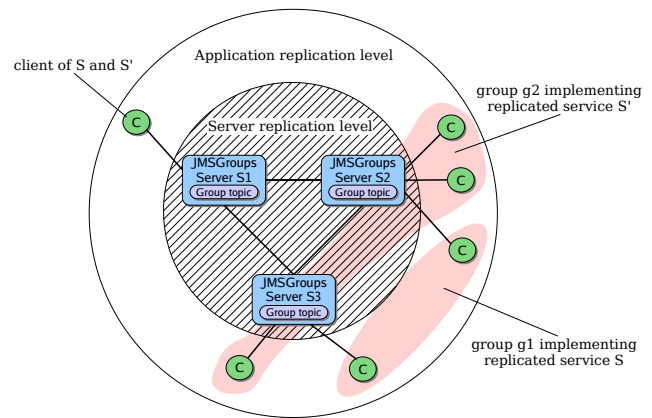 Application replication level
client of S and S'
group g2 implementing
replicated service S'
C
C
Server replication level
JMSGroups
Server S1
Group topic
JMSGroups
Server S2
Group topic
C
C
JMSGroups
Server S3
Group topic
group g1 implementing
replicated service S
C
C